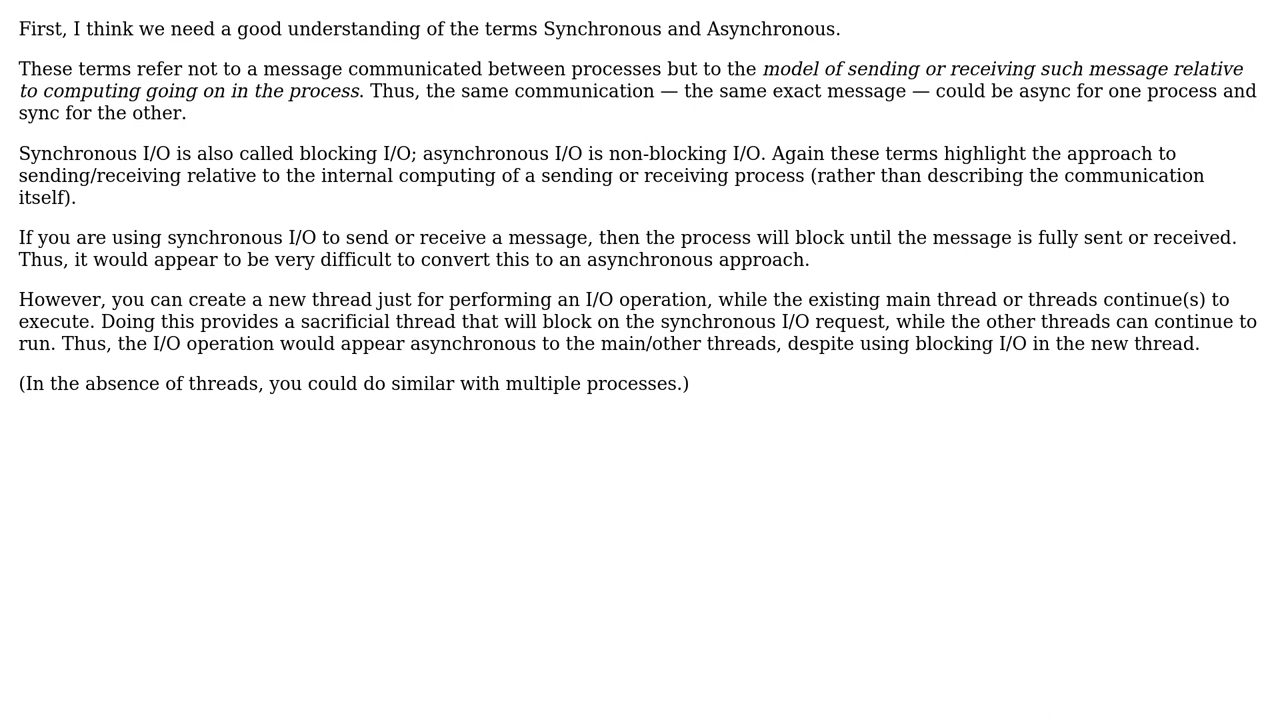 First, I think we need a good understanding of the terms Synchronous and Asynchronous.
These terms refer not to a message communicated between processes but to the model of sending or receiving such message relative
to computing going on in the process. Thus, the same communication — the same exact message — could be async for one process and
sync for the other.
Synchronous I/O is also called blocking I/O; asynchronous I/O is non-blocking I/O. Again these terms highlight the approach to
sending/receiving relative to the internal computing of a sending or receiving process (rather than describing the communication
itself).
If you are using synchronous I/O to send or receive a message, then the process will block until the message is fully sent or received.
Thus, it would appear to be very difficult to convert this to an asynchronous approach.
However, you can create a new thread just for performing an I/O operation, while the existing main thread or threads continue(s) to
execute. Doing this provides a sacrificial thread that will block on the synchronous I/O request, while the other threads can continue to
run. Thus, the I/O operation would appear asynchronous to the main/other threads, despite using blocking I/O in the new thread.
(In the absence of threads, you could do similar with multiple processes.)